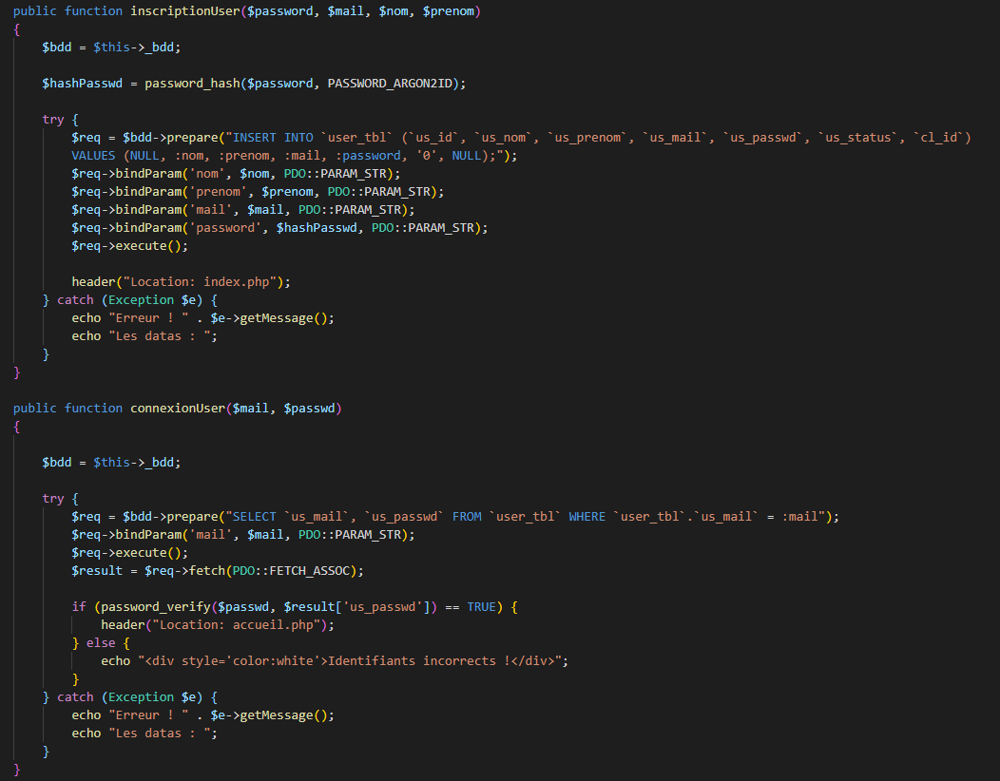 public function inscriptionUser($password, $mail, $nom, $prenom)
{
    $bdd = $this->_bdd;

    $hashPasswd = password_hash($password, PASSWORD_ARGON2ID);

    try {
        $req = $bdd->prepare("INSERT INTO `user_tbl` (`us_id`, `us_nom`, `us_prenom`, `us_mail`, `us_passwd`, `us_status`, `cl_id`)
        VALUES (NULL, :nom, :prenom, :mail, :password, '0', NULL);");
        $req->bindParam('nom', $nom, PDO::PARAM_STR);
        $req->bindParam('prenom', $prenom, PDO::PARAM_STR);
        $req->bindParam('mail', $mail, PDO::PARAM_STR);
        $req->bindParam('password', $hashPasswd, PDO::PARAM_STR);
        $req->execute();

        header("Location: index.php");
    } catch (Exception $e) {
        echo "Erreur ! " . $e->getMessage();
        echo "Les datas : ";
    }
}

public function connexionUser($mail, $passwd)
{

    $bdd = $this->_bdd;

    try {
        $req = $bdd->prepare("SELECT `us_mail`, `us_passwd` FROM `user_tbl` WHERE `user_tbl`.`us_mail` = :mail");
        $req->bindParam('mail', $mail, PDO::PARAM_STR);
        $req->execute();
        $result = $req->fetch(PDO::FETCH_ASSOC);

        if (password_verify($passwd, $result['us_passwd']) == TRUE) {
            header("Location: accueil.php");
        } else {
            echo "<div style='color:white'>Identifiants incorrects !</div>";
        }
    } catch (Exception $e) {
        echo "Erreur ! " . $e->getMessage();
        echo "Les datas : ";
    }
}